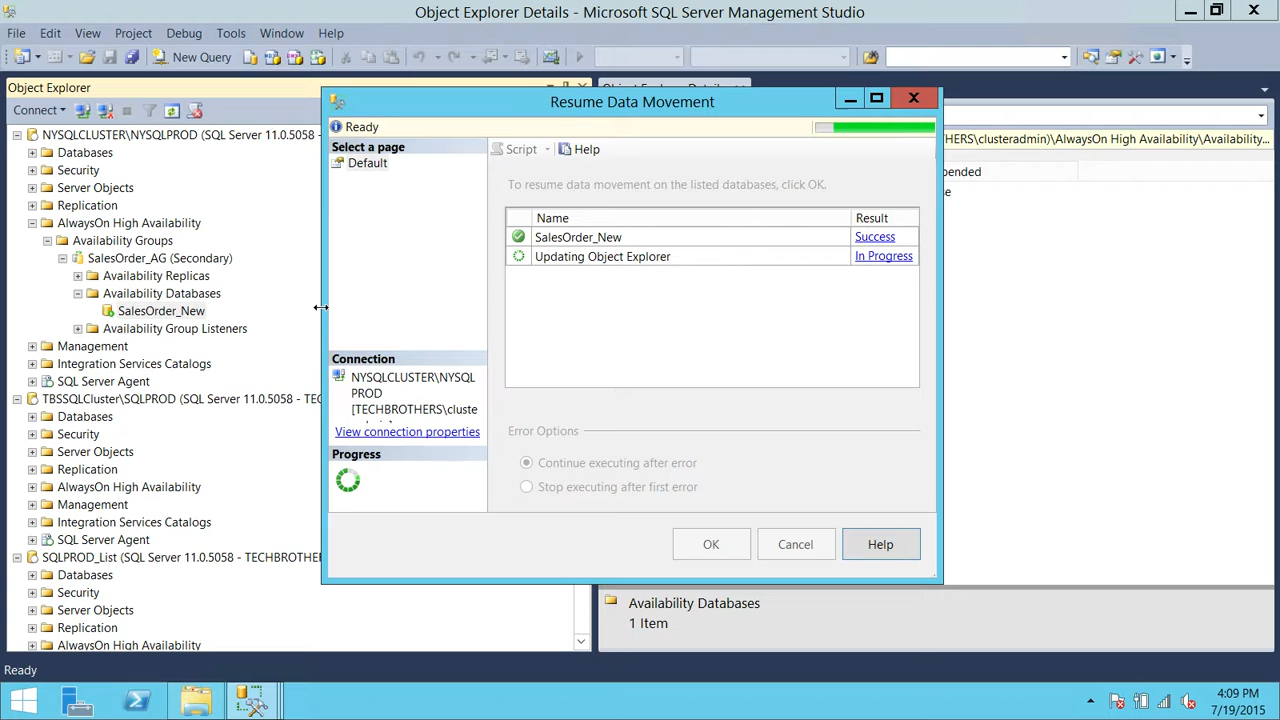 Object Explorer Details - Microsoft SQL Server Management Studio
File Edit View Project Debug Tools Window Help
New Query
Object Explorer
Connect
NYSQLCLUSTER\NYSQLPROD (SQL Server 11.0.5058 -
Databases
Security
Server Objects
Replication
AlwaysOn High Availability
Availability Groups
SalesOrder_AG (Secondary)
Availability Replicas
Availability Databases
SalesOrder_New
Availability Group Listeners
Management
Integration Services Catalogs
SQL Server Agent
TBSSQLCluster\SQLPROD (SQL Server 11.0.5058 - TEC
Databases
Security
Server Objects
Replication
AlwaysOn High Availability
Management
Integration Services Catalogs
SQL Server Agent
SQLPROD_List (SQL Server 11.0.5058 - TECHBROTHER
Databases
Security
Server Objects
Replication
AlwaysOn High Availability
Resume Data Movement
Ready
Select a page
Default
Script Help
To resume data movement on the listed databases, click OK.
Name Result
SalesOrder_New Success
Updating Object Explorer In Progress
Connection
NYSQLCLUSTER\NYSQL
PROD
[TECHBROTHERS\cluste
View connection properties
Progress
Error Options
Continue executing after error
Stop executing after first error
OK Cancel Help
HERS\clusteradmin)\AlwaysOn High Availability\Availability...
pended
e
Availability Databases
1 Item
Ready
4:09 PM
7/19/2015